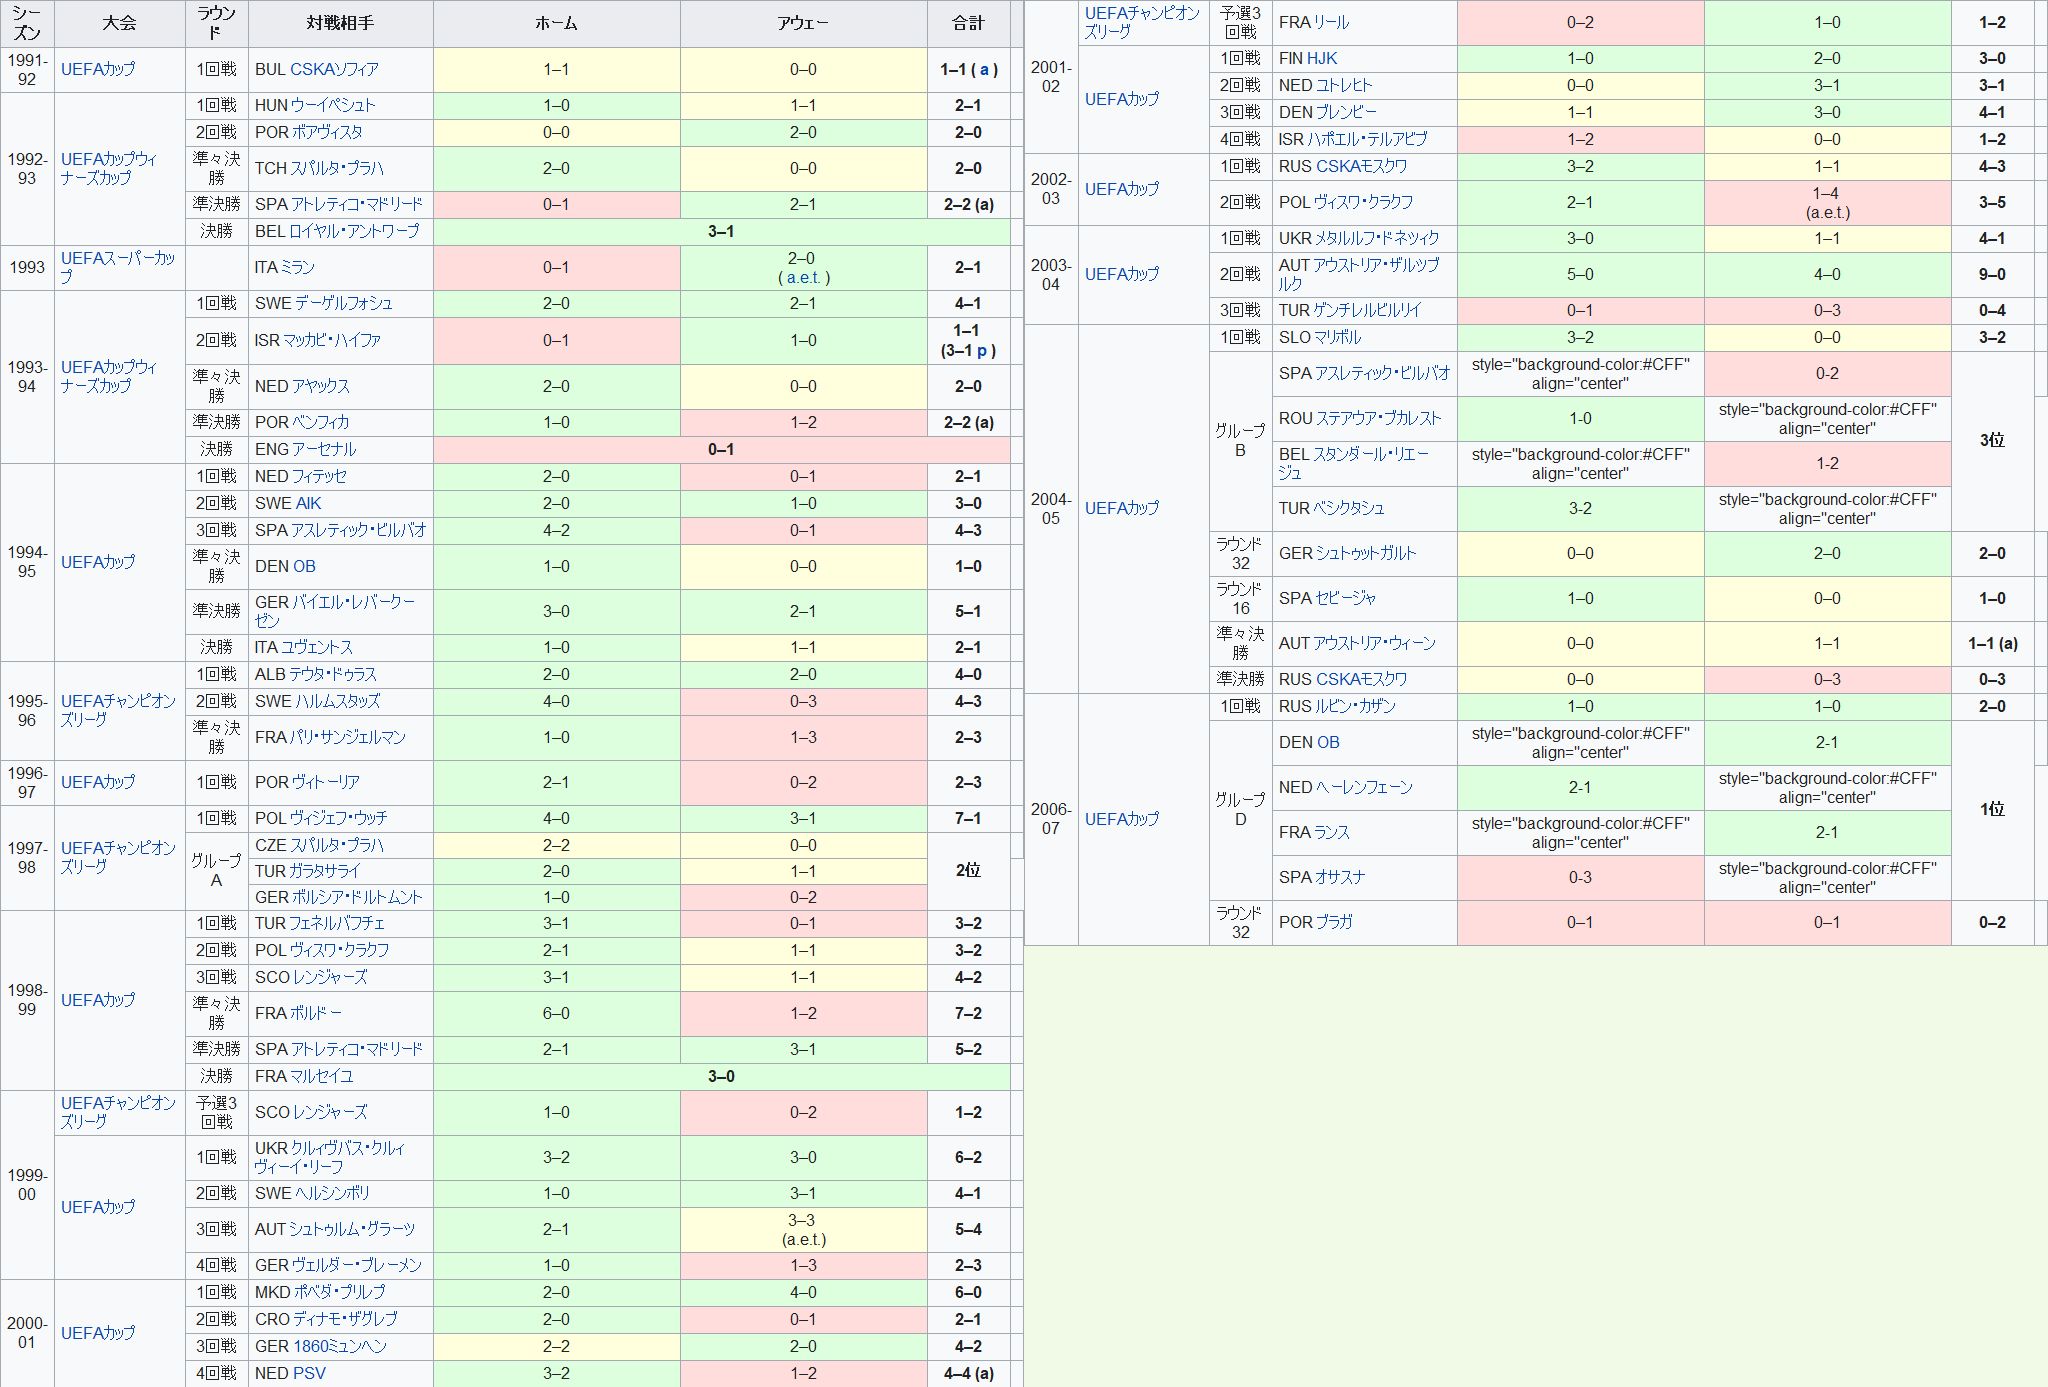 シーズン 大会 ラウンド 対戦相手 ホーム アウェー 合計
1991-92 UEFAカップ 1回戦 BUL CSKAソフィア 1–1 0–0 1–1 ( a )
1992-93 UEFAカップウィナーズカップ 1回戦 HUN ウーイペシュト 1–0 1–1 2–1
2回戦 POR ボアヴィスタ 0–0 2–0 2–0
準々決勝 TCH スパルタ・プラハ 2–0 0–0 2–0
準決勝 SPA アトレティコ・マドリード 0–1 2–1 2–2 (a)
決勝 BEL ロイヤル・アントワープ 3–1
1993 UEFAスーパーカップ ITA ミラン 0–1 2–0 ( a.e.t. ) 2–1
1993-94 UEFAカップウィナーズカップ 1回戦 SWE デーゲルフォシュ 2–0 2–1 4–1
2回戦 ISR マッカビ・ハイファ 0–1 1–0 1–1 (3–1 p )
準々決勝 NED アヤックス 2–0 0–0 2–0
準決勝 POR ベンフィカ 1–0 1–2 2–2 (a)
決勝 ENG アーセナル 0–1
1994-95 UEFAカップ 1回戦 NED フィテッセ 2–0 0–1 2–1
2回戦 SWE AIK 2–0 1–0 3–0
3回戦 SPA アスレティック・ビルバオ 4–2 0–1 4–3
準々決勝 DEN OB 1–0 0–0 1–0
準決勝 GER バイエル・レバークーゼン 3–0 2–1 5–1
決勝 ITA ユヴェントス 1–0 1–1 2–1
1995-96 UEFAチャンピオンズリーグ 1回戦 ALB テウタ・ドゥラス 2–0 2–0 4–0
2回戦 SWE ハルムスタッズ 4–0 0–3 4–3
準々決勝 FRA パリ・サンジェルマン 1–0 1–3 2–3
1996-97 UEFAカップ 1回戦 POR ヴィトーリア 2–1 0–2 2–3
1997-98 UEFAチャンピオンズリーグ 1回戦 POL ヴィジェフ・ウッチ 4–0 3–1 7–1
グループA CZE スパルタ・プラハ 2–2 0–0 2位
TUR ガラタサライ 2–0 1–1
GER ボルシア・ドルトムント 1–0 0–2
1998-99 UEFAカップ 1回戦 TUR フェネルバフチェ 3–1 0–1 3–2
2回戦 POL ヴィスワ・クラクフ 2–1 1–1 3–2
3回戦 SCO レンジャーズ 3–1 1–1 4–2
準々決勝 FRA ボルドー 6–0 1–2 7–2
準決勝 SPA アトレティコ・マドリード 2–1 3–1 5–2
決勝 FRA マルセイユ 3–0
1999-00 UEFAチャンピオンズリーグ 予選3回戦 SCO レンジャーズ 1–0 0–2 1–2
UEFAカップ 1回戦 UKR クルィヴバス・クルィヴィーイ・リーフ 3–2 3–0 6–2
2回戦 SWE ヘルシンボリ 1–0 3–1 4–1
3回戦 AUT シュトゥルム・グラーツ 2–1 3–3 (a.e.t.) 5–4
4回戦 GER ヴェルダー・ブレーメン 1–0 1–3 2–3
2000-01 UEFAカップ 1回戦 MKD ポベダ・プリレプ 2–0 4–0 6–0
2回戦 CRO ディナモ・ザグレブ 2–0 0–1 2–1
3回戦 GER 1860ミュンヘン 2–2 2–0 4–2
4回戦 NED PSV 3–2 1–2 4–4 (a)
2001-02 UEFAチャンピオンズリーグ 予選3回戦 FRA リール 0–2 1–0 1–2
UEFAカップ 1回戦 FIN HJK 1–0 2–0 3–0
2回戦 NED ユトレヒト 0–0 3–1 3–1
3回戦 DEN ブレンビー 1–1 3–0 4–1
4回戦 ISR ハポエル・テルアビブ 1–2 0–0 1–2
2002-03 UEFAカップ 1回戦 RUS CSKAモスクワ 3–2 1–1 4–3
2回戦 POL ヴィスワ・クラクフ 2–1 1–4 (a.e.t.) 3–5
2003-04 UEFAカップ 1回戦 UKR メタルルフ・ドネツィク 3–0 1–1 4–1
2回戦 AUT アウストリア・ザルツブルク 5–0 4–0 9–0
3回戦 TUR ゲンチレルビルリイ 0–1 0–3 0–4
2004-05 UEFAカップ 1回戦 SLO マリボル 3–2 0–0 3–2
グループB SPA アスレティック・ビルバオ style="background-color:#CFF" align="center" 0-2 3位
ROU ステアウア・ブカレスト 1-0 style="background-color:#CFF" align="center"
BEL スタンダール・リエージュ style="background-color:#CFF" align="center" 1-2
TUR ベシクタシュ 3-2 style="background-color:#CFF" align="center"
ラウンド32 GER シュトゥットガルト 0–0 2–0 2–0
ラウンド16 SPA セビージャ 1–0 0–0 1–0
準々決勝 AUT アウストリア・ウィーン 0–0 1–1 1–1 (a)
準決勝 RUS CSKAモスクワ 0–0 0–3 0–3
2006-07 UEFAカップ 1回戦 RUS ルビン・カザン 1–0 1–0 2–0
グループD DEN OB style="background-color:#CFF" align="center" 2-1 1位
NED ヘーレンフェーン 2-1 style="background-color:#CFF" align="center"
FRA ランス style="background-color:#CFF" align="center" 2-1
SPA オサスナ 0-3 style="background-color:#CFF" align="center"
ラウンド32 POR ブラガ 0–1 0–1 0–2